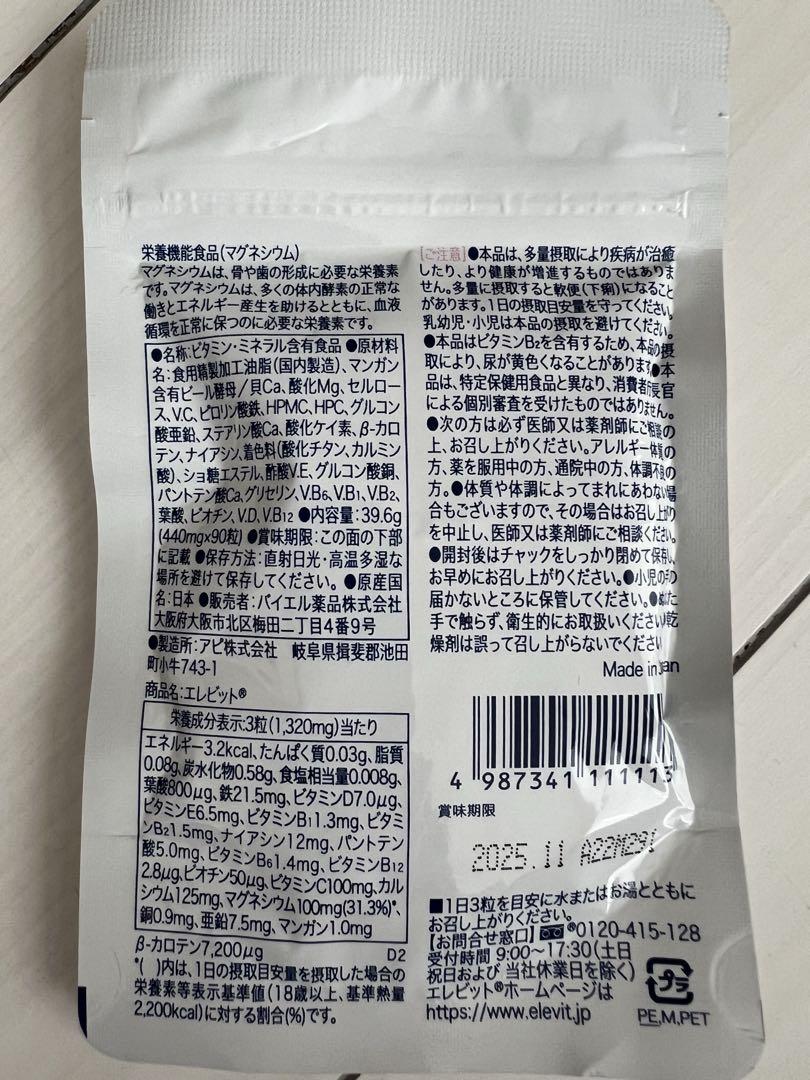 栄養機能食品(マグネシウム)
マグネシウムは、骨や歯の形成に必要な栄養素
です。マグネシウムは、多くの体内酵素の正常な
働きとエネルギー産生を助けるとともに、血液
循環を正常に保つのに必要な栄養素です。
●名称:ビタミン・ミネラル含有食品 ●原材料
名:食用精製加工油脂(国内製造)、マンガン
含有ビール酵母/貝Ca、酸化Mg、セルロー
ス、V.C、ピロリン酸鉄、HPMC、HPC、グルコン
酸亜鉛、ステアリン酸Ca、酸化ケイ素、β-カロ
テン、ナイアシン、着色料(酸化チタン、カルミン
酸)、ショ糖エステル、酢酸V.E、グルコン酸銅、
パントテン酸Ca、グリセリン、V.B6、V.B1、V.B2、
葉酸、ビオチン、V.D、V.B12 ●内容量:39.6g
(440mg×90粒) ●賞味期限:この面の下部
に記載 ●保存方法:直射日光・高温多湿な
場所を避けて保存してください。 ●原産国
名:日本 ●販売者:バイエル薬品株式会社
大阪府大阪市北区梅田二丁目4番9号
●製造所:アピ株式会社 岐阜県揖斐郡池田
町小牛743-1
商品名:エレビット®
栄養成分表示:3粒(1,320mg)当たり
エネルギー3.2kcal、たんぱく質0.03g、脂質
0.08g、炭水化物0.58g、食塩相当量0.008g、
葉酸800μg、鉄21.5mg、ビタミンD7.0μg、
ビタミンE6.5mg、ビタミンB1 1.3mg、ビタミ
ンB2 1.5mg、ナイアシン12mg、パントテン
酸5.0mg、ビタミンB6 1.4mg、ビタミンB12
2.8μg、ビオチン50μg、ビタミンC100mg、カル
シウム125mg、マグネシウム100mg(31.3%)*、
銅0.9mg、亜鉛7.5mg、マンガン1.0mg
β-カロテン7,200μg D2
*( )内は、1日の摂取目安量を摂取した場合の
栄養素等表示基準値(18歳以上、基準熱量
2,200kcal)に対する割合(%)です。
[ご注意]●本品は、多量摂取により疾病が治癒
したり、より健康が増進するものではありま
せん。多量に摂取すると軟便(下痢)になること
があります。1日の摂取目安量を守ってください。
乳幼児・小児は本品の摂取を避けてください。
●本品はビタミンB2を含有するため、本品の摂
取により、尿が黄色くなることがあります。●本
品は、特定保健用食品と異なり、消費者庁長官
による個別審査を受けたものではありません。
●次の方は必ず医師又は薬剤師にご相談の
上、お召し上がりください。アレルギー体質の
方、薬を服用中の方、通院中の方、体調不良の
方。●体質や体調によってまれにあわない場
合もございますので、その場合はお召し上がり
を中止し、医師又は薬剤師にご相談ください。
●開封後はチャックをしっかり閉めて保存し、
お早めにお召し上がりください。●小児の手の
届かないところに保管してください。●ぬれた
手で触らず、衛生的にお取扱いください。●乾
燥剤は誤って召し上がらないでください。
Made in Japan
4 987341 111113
賞味期限
2025.11 A22M291
■1日3粒を目安に水またはお湯とともに
お召し上がりください。
【お問合せ窓口】®0120-415-128
受付時間 9:00〜17:30(土日
祝日および 当社休業日を除く)
エレビット®ホームページは
https://www.elevit.jp
プラ
PE,M,PET